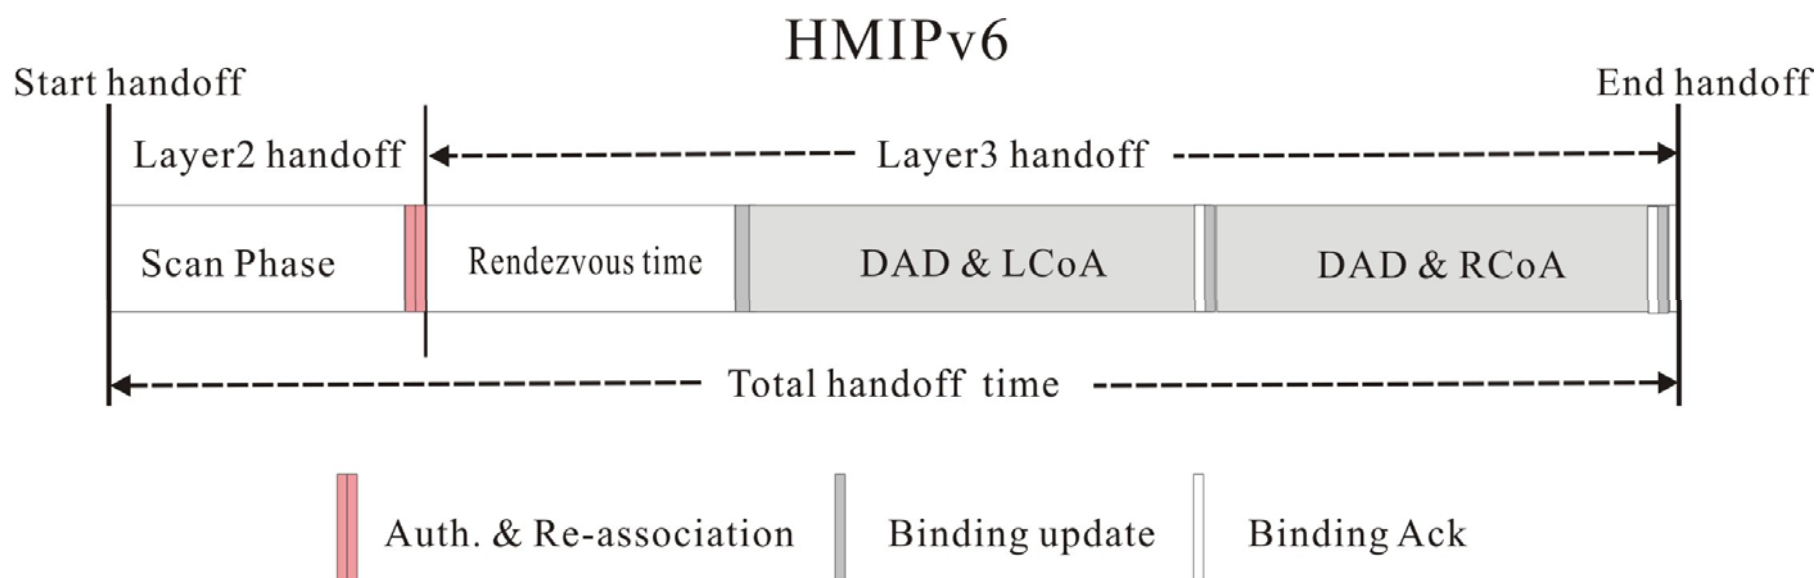 HMIPv6
Start handoff
End handoff
Layer2 handoff
Layer3 handoff
Scan Phase
Rendezvous time
DAD & LCoA
DAD & RCoA
Total handoff time
Auth. & Re-association
Binding update
Binding Ack